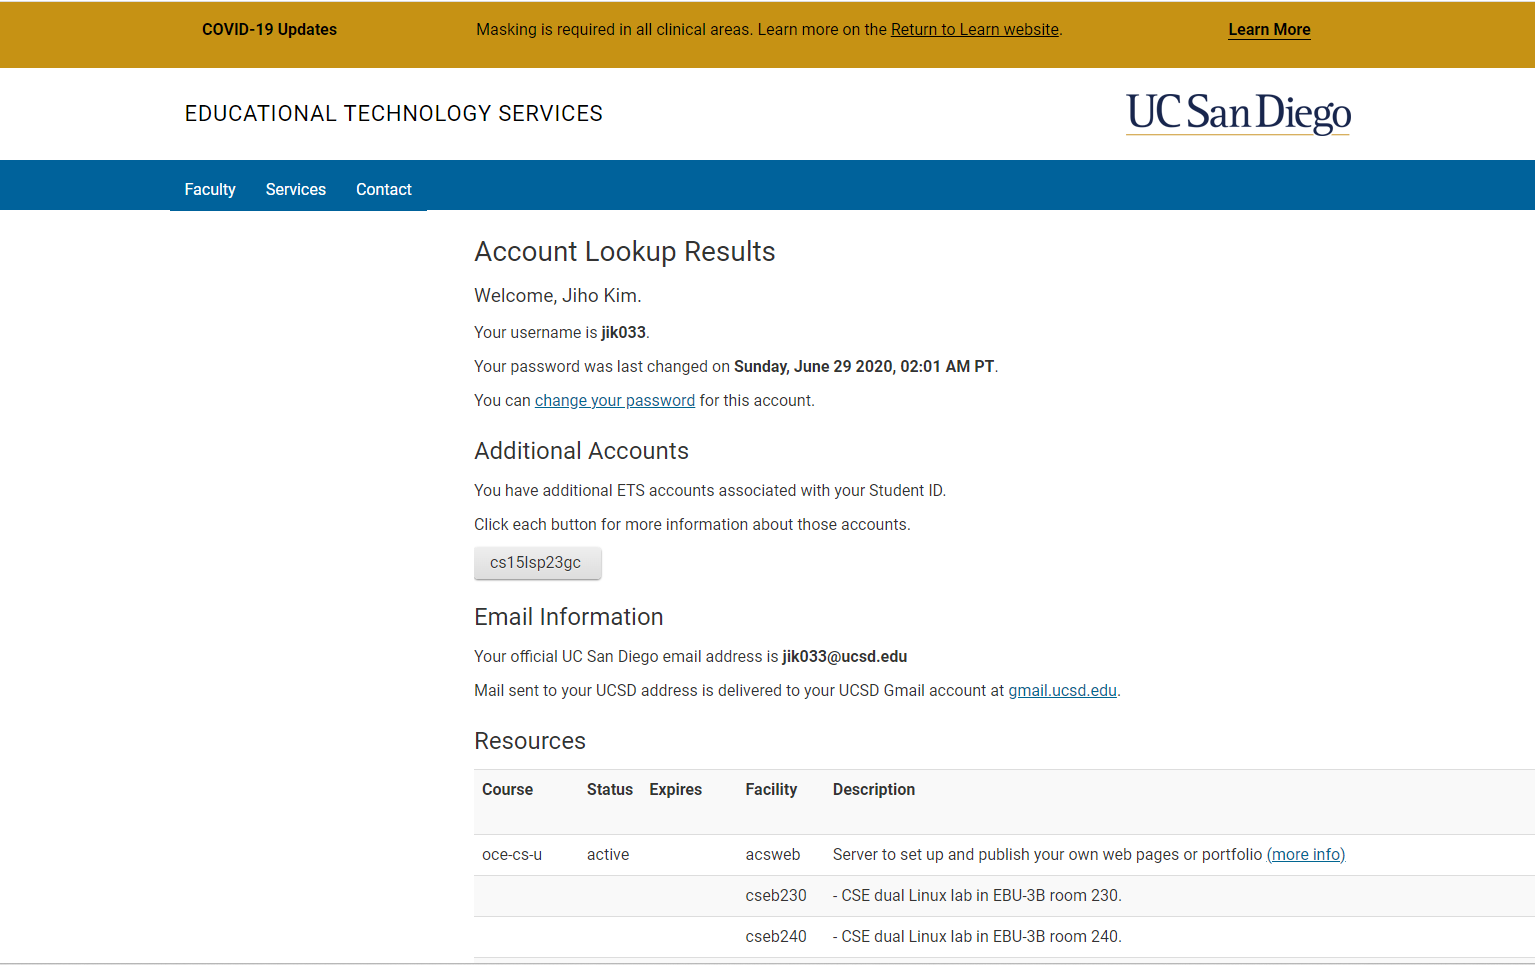 COVID-19 Updates
Masking is required in all clinical areas. Learn more on the Return to Learn website.
Learn More
EDUCATIONAL TECHNOLOGY SERVICES
UC San Diego
Faculty Services Contact
Account Lookup Results
Welcome, Jiho Kim.
Your username is jik033.
Your password was last changed on Sunday, June 29 2020, 02:01 AM PT.
You can change your password for this account.
Additional Accounts
You have additional ETS accounts associated with your Student ID.
Click each button for more information about those accounts.
cs15lsp23gc
Email Information
Your official UC San Diego email address is jik033@ucsd.edu
Mail sent to your UCSD address is delivered to your UCSD Gmail account at gmail.ucsd.edu.
Resources
Course Status Expires Facility Description
oce-cs-u active acsweb Server to set up and publish your own web pages or portfolio (more info)
cseb230 - CSE dual Linux lab in EBU-3B room 230.
cseb240 - CSE dual Linux lab in EBU-3B room 240.